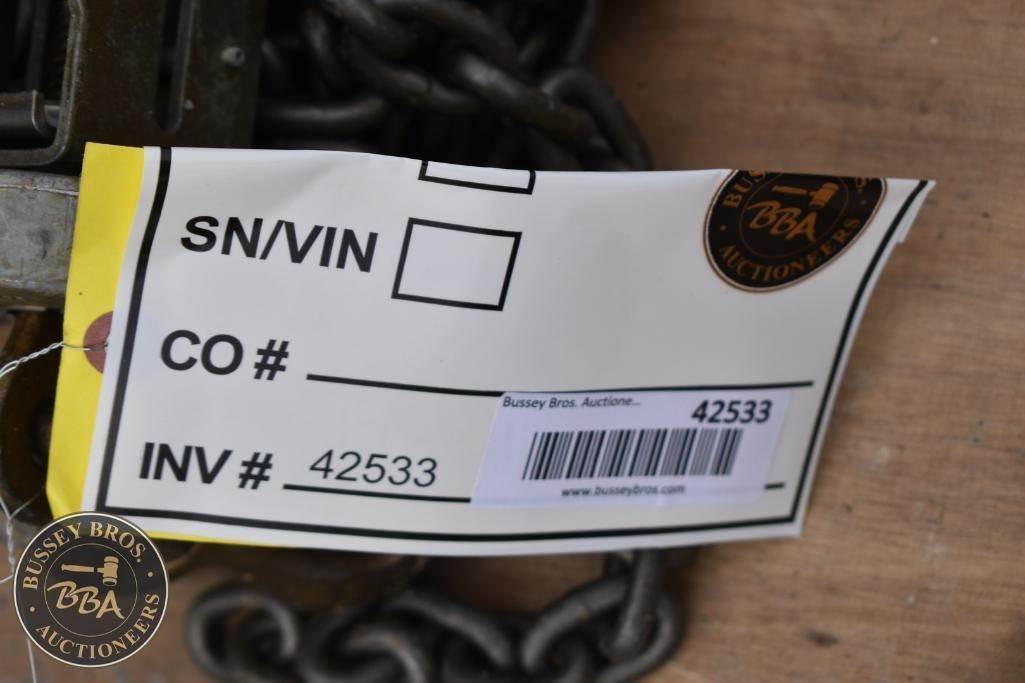 BUSSEY BROS.
BBA
AUCTIONEERS
SN/VIN
CO #
Bussey Bros. Auctione...
42533
INV # 42533
www.busseybros.com
BUSSEY BROS.
BBA
AUCTIONEERS